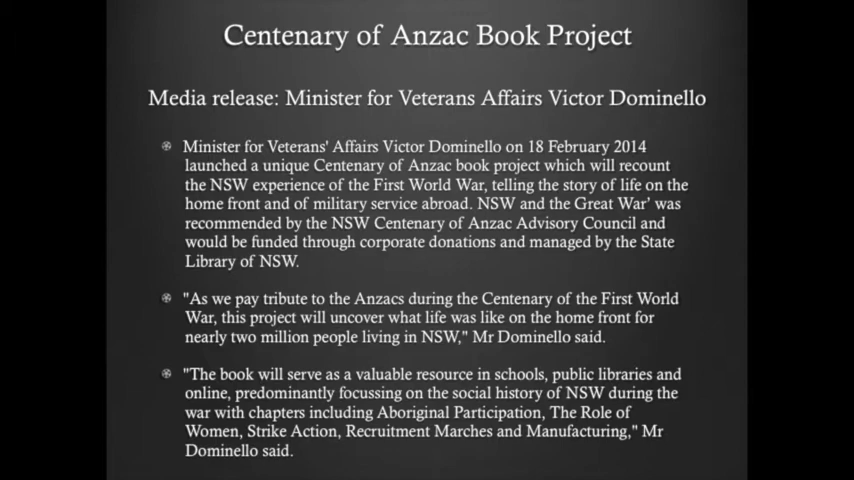 Centenary of Anzac Book Project
Media release: Minister for Veterans Affairs Victor Dominello
Minister for Veterans' Affairs Victor Dominello on 18 February 2014
launched a unique Centenary of Anzac book project which will recount
the NSW experience of the First World War, telling the story of life on the
home front and of military service abroad. NSW and the Great War' was
recommended by the NSW Centenary of Anzac Advisory Council and
would be funded through corporate donations and managed by the State
Library of NSW.
"As we pay tribute to the Anzacs during the Centenary of the First World
War, this project will uncover what life was like on the home front for
nearly two million people living in NSW," Mr Dominello said.
"The book will serve as a valuable resource in schools, public libraries and
online, predominantly focussing on the social history of NSW during the
war with chapters including Aboriginal Participation, The Role of
Women, Strike Action, Recruitment Marches and Manufacturing," Mr
Dominello said.